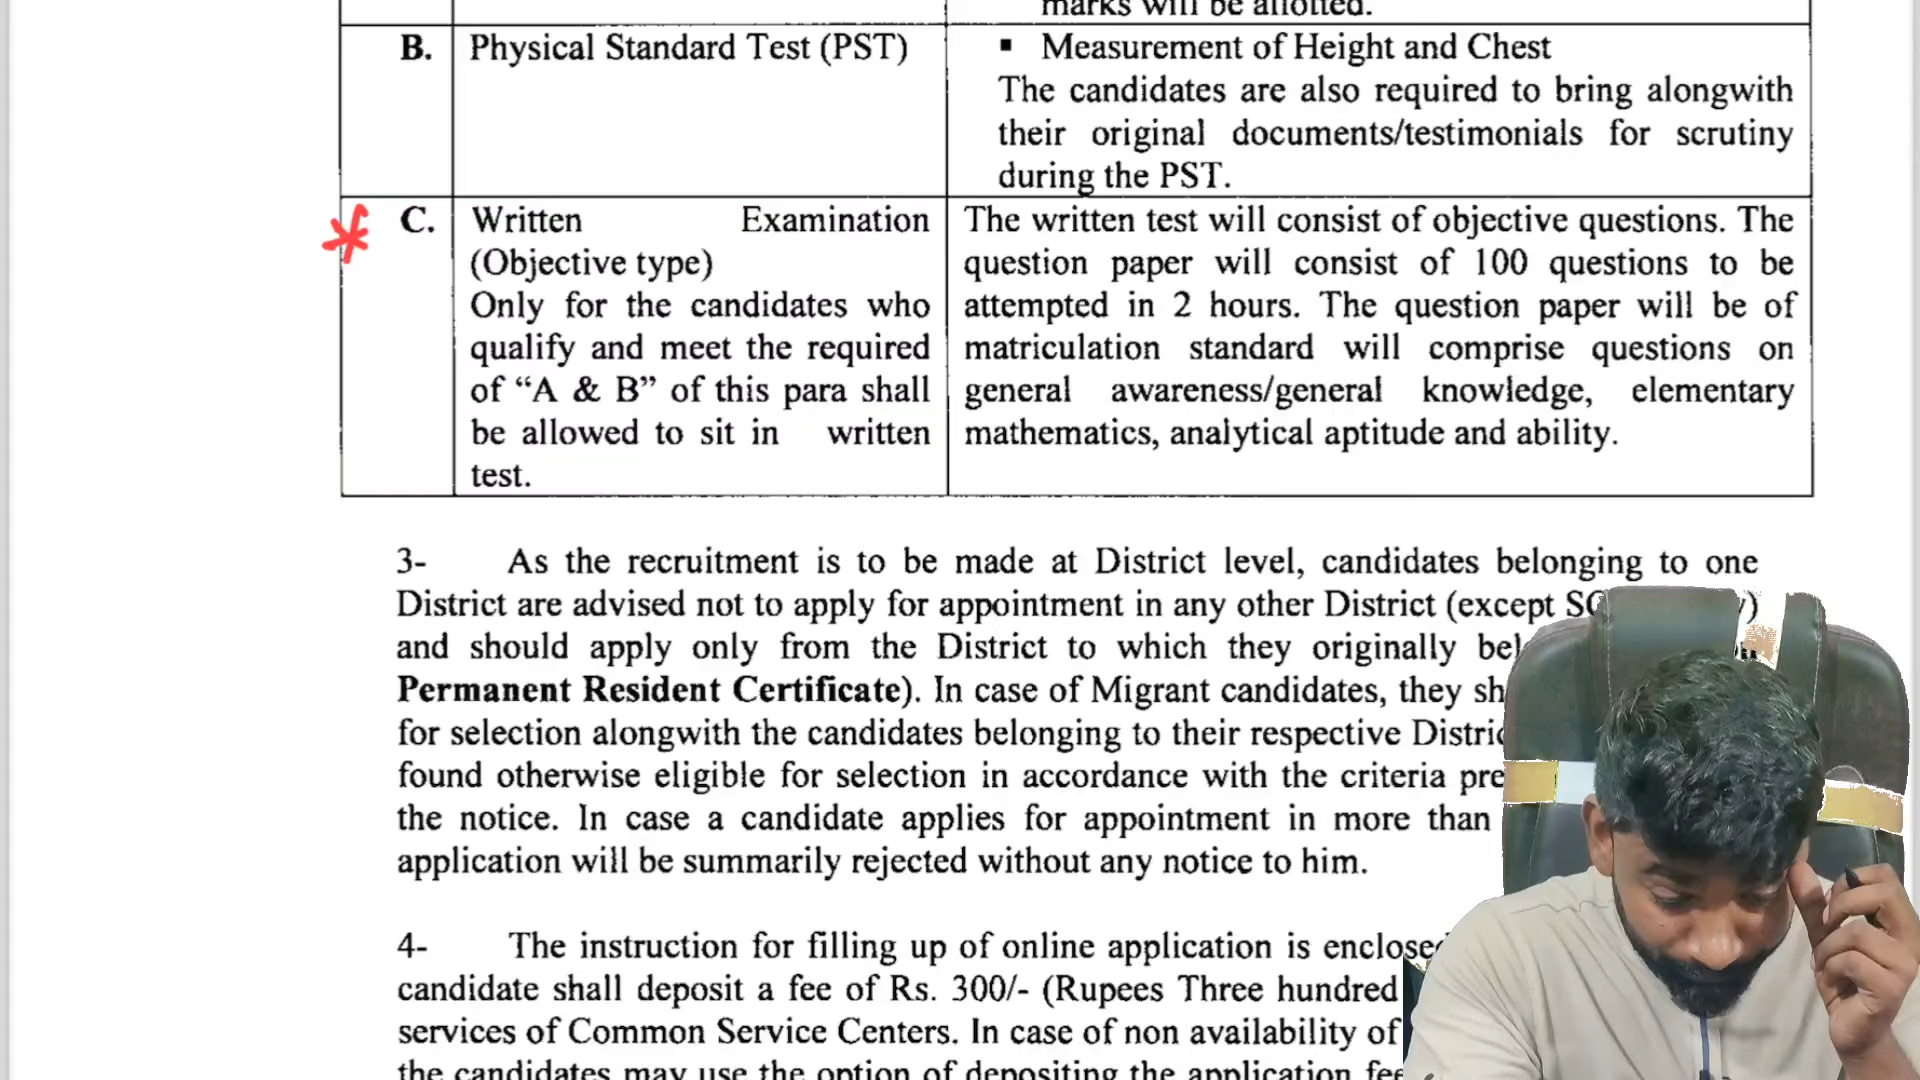 marks will be allotted.
B. Physical Standard Test (PST)
▪ Measurement of Height and Chest
The candidates are also required to bring alongwith
their original documents/testimonials for scrutiny
during the PST.
C. Written Examination
(Objective type)
Only for the candidates who
qualify and meet the required
of “A & B” of this para shall
be allowed to sit in written
test.
The written test will consist of objective questions. The
question paper will consist of 100 questions to be
attempted in 2 hours. The question paper will be of
matriculation standard will comprise questions on
general awareness/general knowledge, elementary
mathematics, analytical aptitude and ability.
3- As the recruitment is to be made at District level, candidates belonging to one
District are advised not to apply for appointment in any other District (except
and should apply only from the District to which they originally
Permanent Resident Certificate). In case of Migrant candidates, they
for selection alongwith the candidates belonging to their respective
found otherwise eligible for selection in accordance with the criteria
the notice. In case a candidate applies for appointment in more than
application will be summarily rejected without any notice to him.
4- The instruction for filling up of online application is
candidate shall deposit a fee of Rs. 300/- (Rupees Three hundred
services of Common Service Centers. In case of non availability of
the candidates may use the option of depositing the application